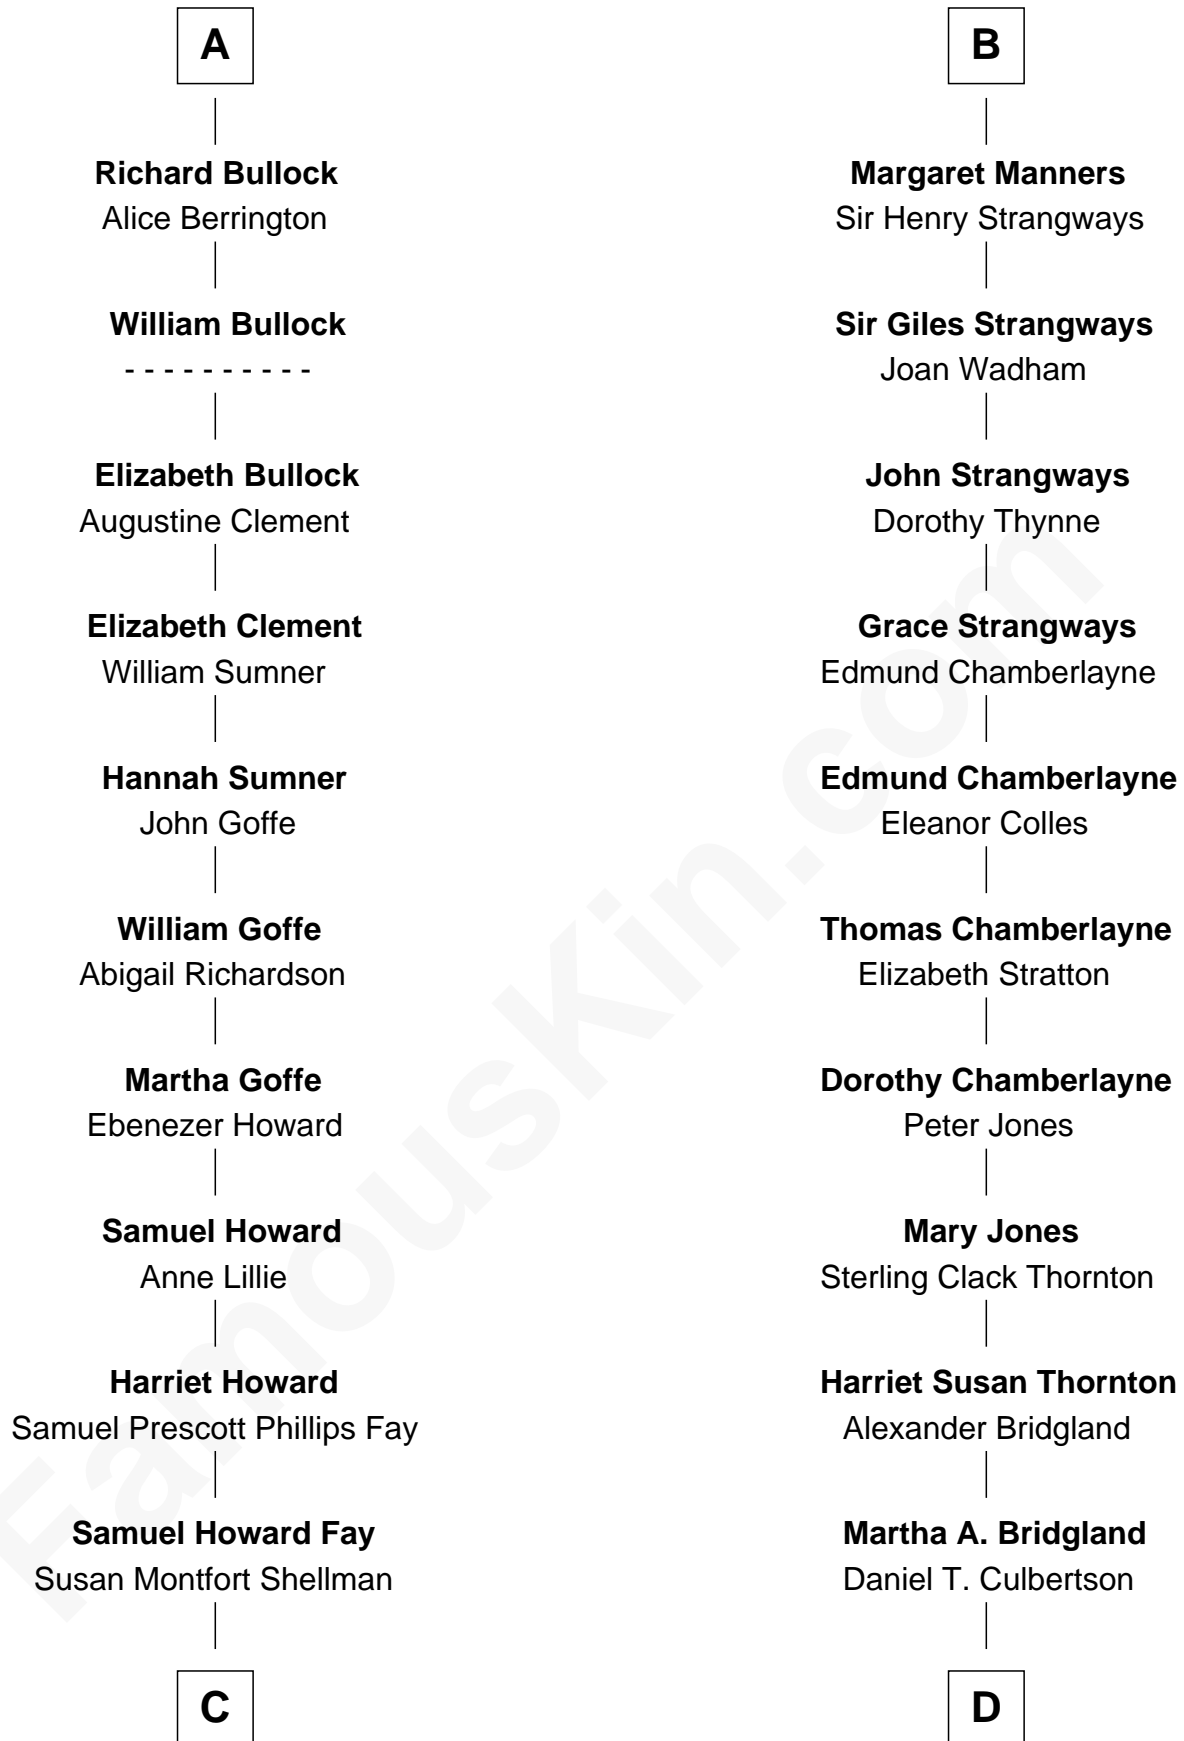 A
Richard Bullock
Alice Berrington
William Bullock
- - - - - - - - - -
Elizabeth Bullock
Augustine Clement
Elizabeth Clement
William Sumner
Hannah Sumner
John Goffe
William Goffe
Abigail Richardson
Martha Goffe
Ebenezer Howard
Samuel Howard
Anne Lillie
Harriet Howard
Samuel Prescott Phillips Fay
Samuel Howard Fay
Susan Montfort Shellman
C
B
Margaret Manners
Sir Henry Strangways
Sir Giles Strangways
Joan Wadham
John Strangways
Dorothy Thynne
Grace Strangways
Edmund Chamberlayne
Edmund Chamberlayne
Eleanor Colles
Thomas Chamberlayne
Elizabeth Stratton
Dorothy Chamberlayne
Peter Jones
Mary Jones
Sterling Clack Thornton
Harriet Susan Thornton
Alexander Bridgland
Martha A. Bridgland
Daniel T. Culbertson
D
FamousKin.com